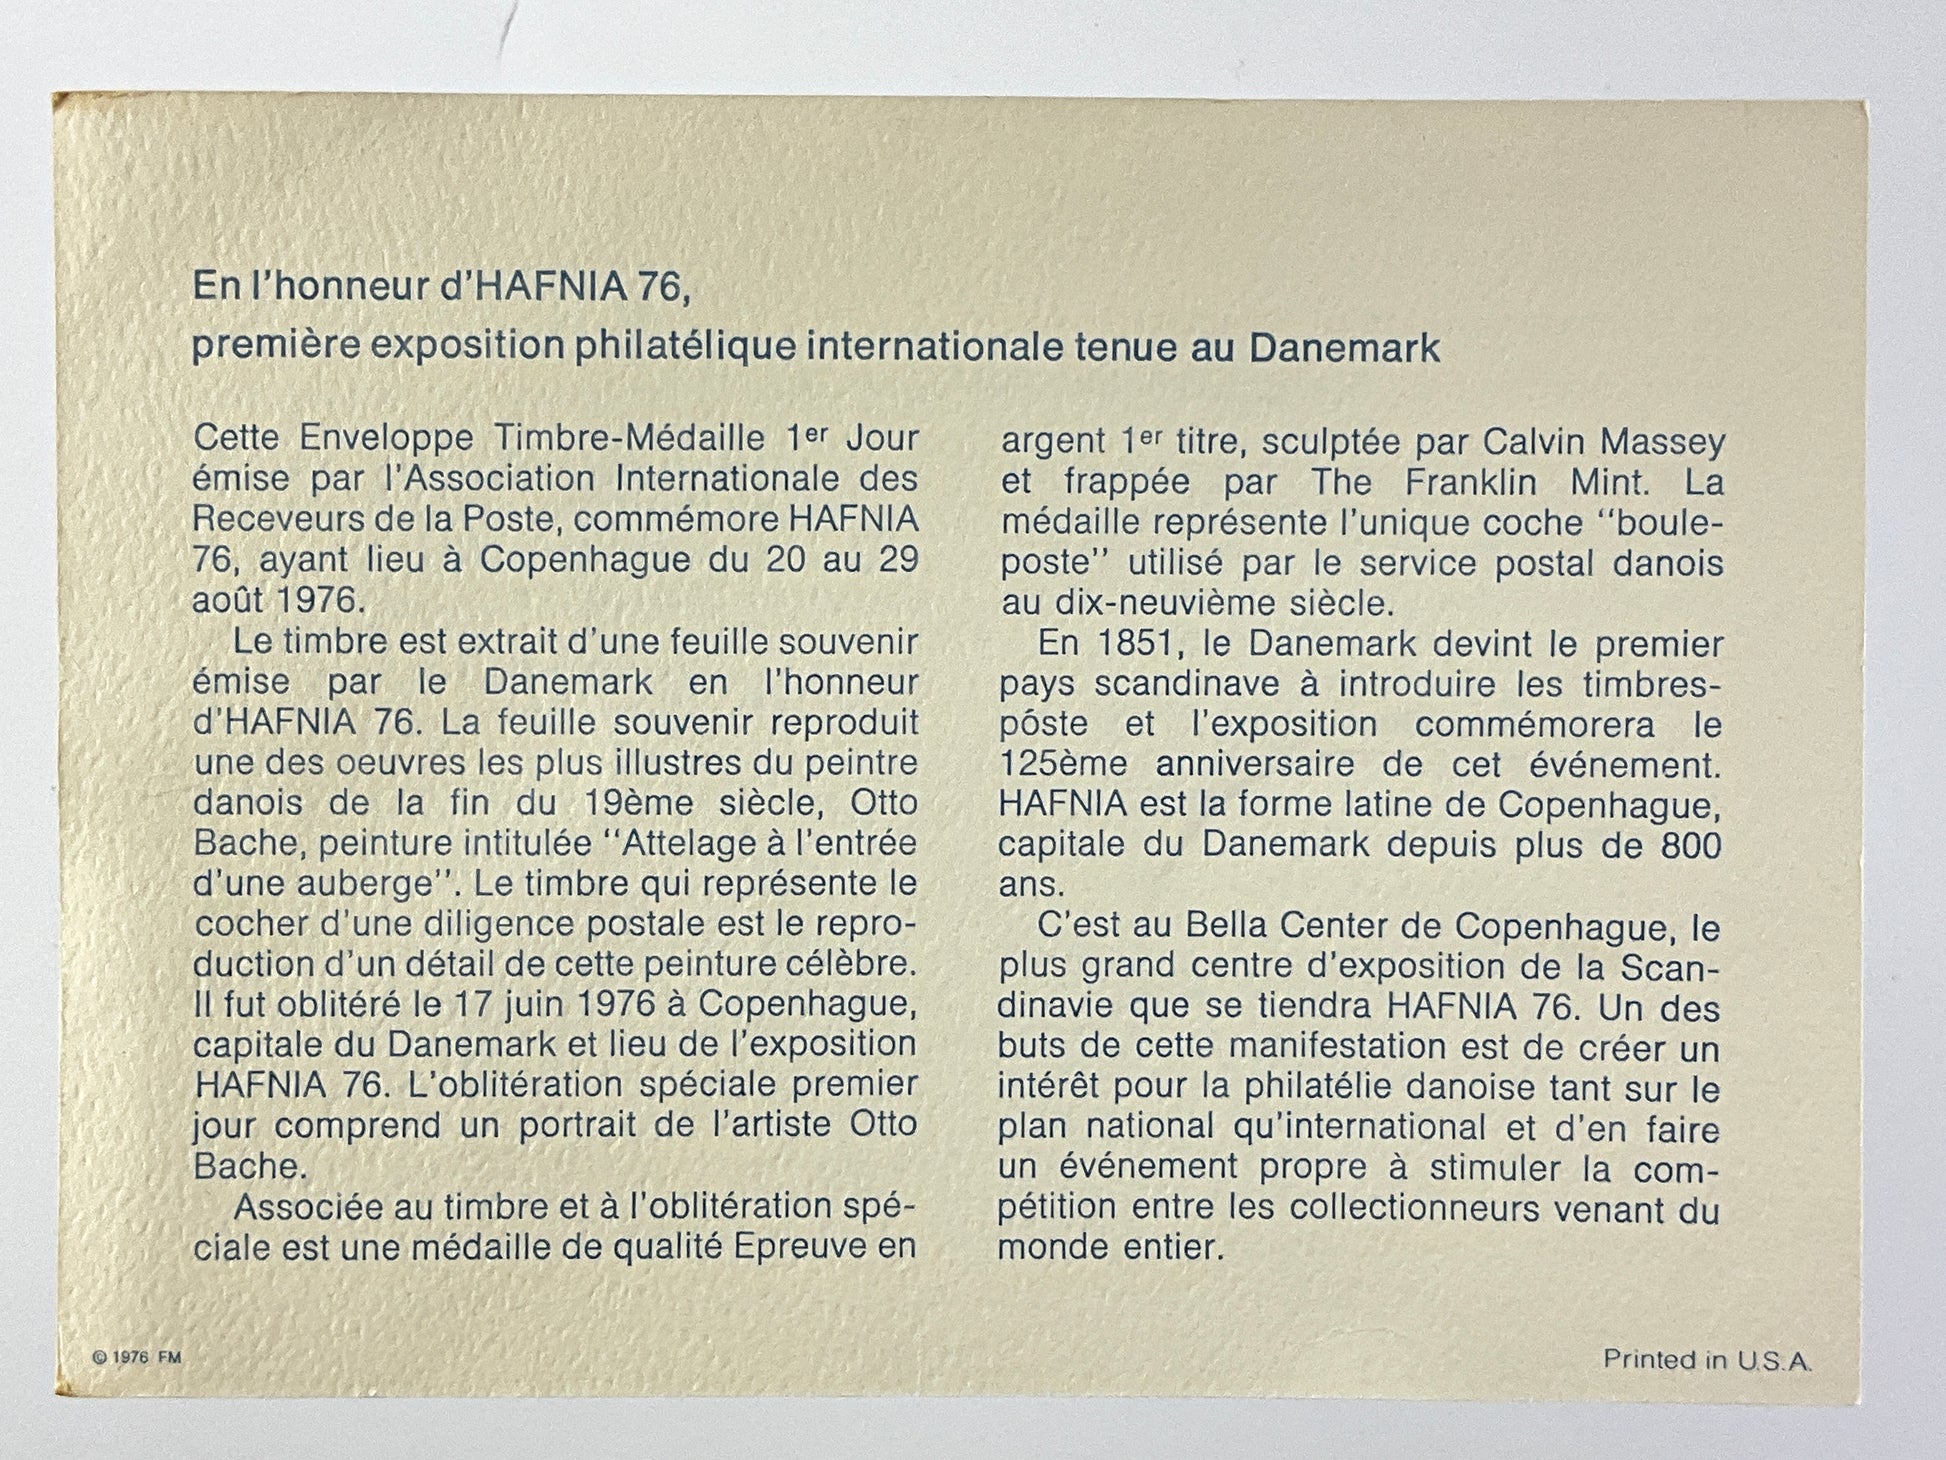 En l'honneur d'HAFNIA 76,
première exposition philatélique internationale tenue au Danemark
Cette Enveloppe Timbre-Médaille 1er Jour
émise par l'Association Internationale des
Receveurs de la Poste, commémore HAFNIA
76, ayant lieu à Copenhague du 20 au 29
août 1976.
Le timbre est extrait d'une feuille souvenir
émise par le Danemark en l'honneur
d'HAFNIA 76. La feuille souvenir reproduit
une des oeuvres les plus illustres du peintre
danois de la fin du 19ème siècle, Otto
Bache, peinture intitulée ''Attelage à l'entrée
d'une auberge''. Le timbre qui représente le
cocher d'une diligence postale est le repro-
duction d'un détail de cette peinture célèbre.
Il fut oblitéré le 17 juin 1976 à Copenhague,
capitale du Danemark et lieu de l'exposition
HAFNIA 76. L'oblitération spéciale premier
jour comprend un portrait de l'artiste Otto
Bache.
Associée au timbre et à l'oblitération spé-
ciale est une médaille de qualité Epreuve en
argent 1er titre, sculptée par Calvin Massey
et frappée par The Franklin Mint. La
médaille représente l'unique coche ''boule-
poste'' utilisé par le service postal danois
au dix-neuvième siècle.
En 1851, le Danemark devint le premier
pays scandinave à introduire les timbres-
póste et l'exposition commémorera le
125ème anniversaire de cet événement.
HAFNIA est la forme latine de Copenhague,
capitale du Danemark depuis plus de 800
ans.
C'est au Bella Center de Copenhague, le
plus grand centre d'exposition de la Scan-
dinavie que se tiendra HAFNIA 76. Un des
buts de cette manifestation est de créer un
intérêt pour la philatélie danoise tant sur le
plan national qu'international et d'en faire
un événement propre à stimuler la com-
pétition entre les collectionneurs venant du
monde entier.
© 1976 FM
Printed in U.S.A.